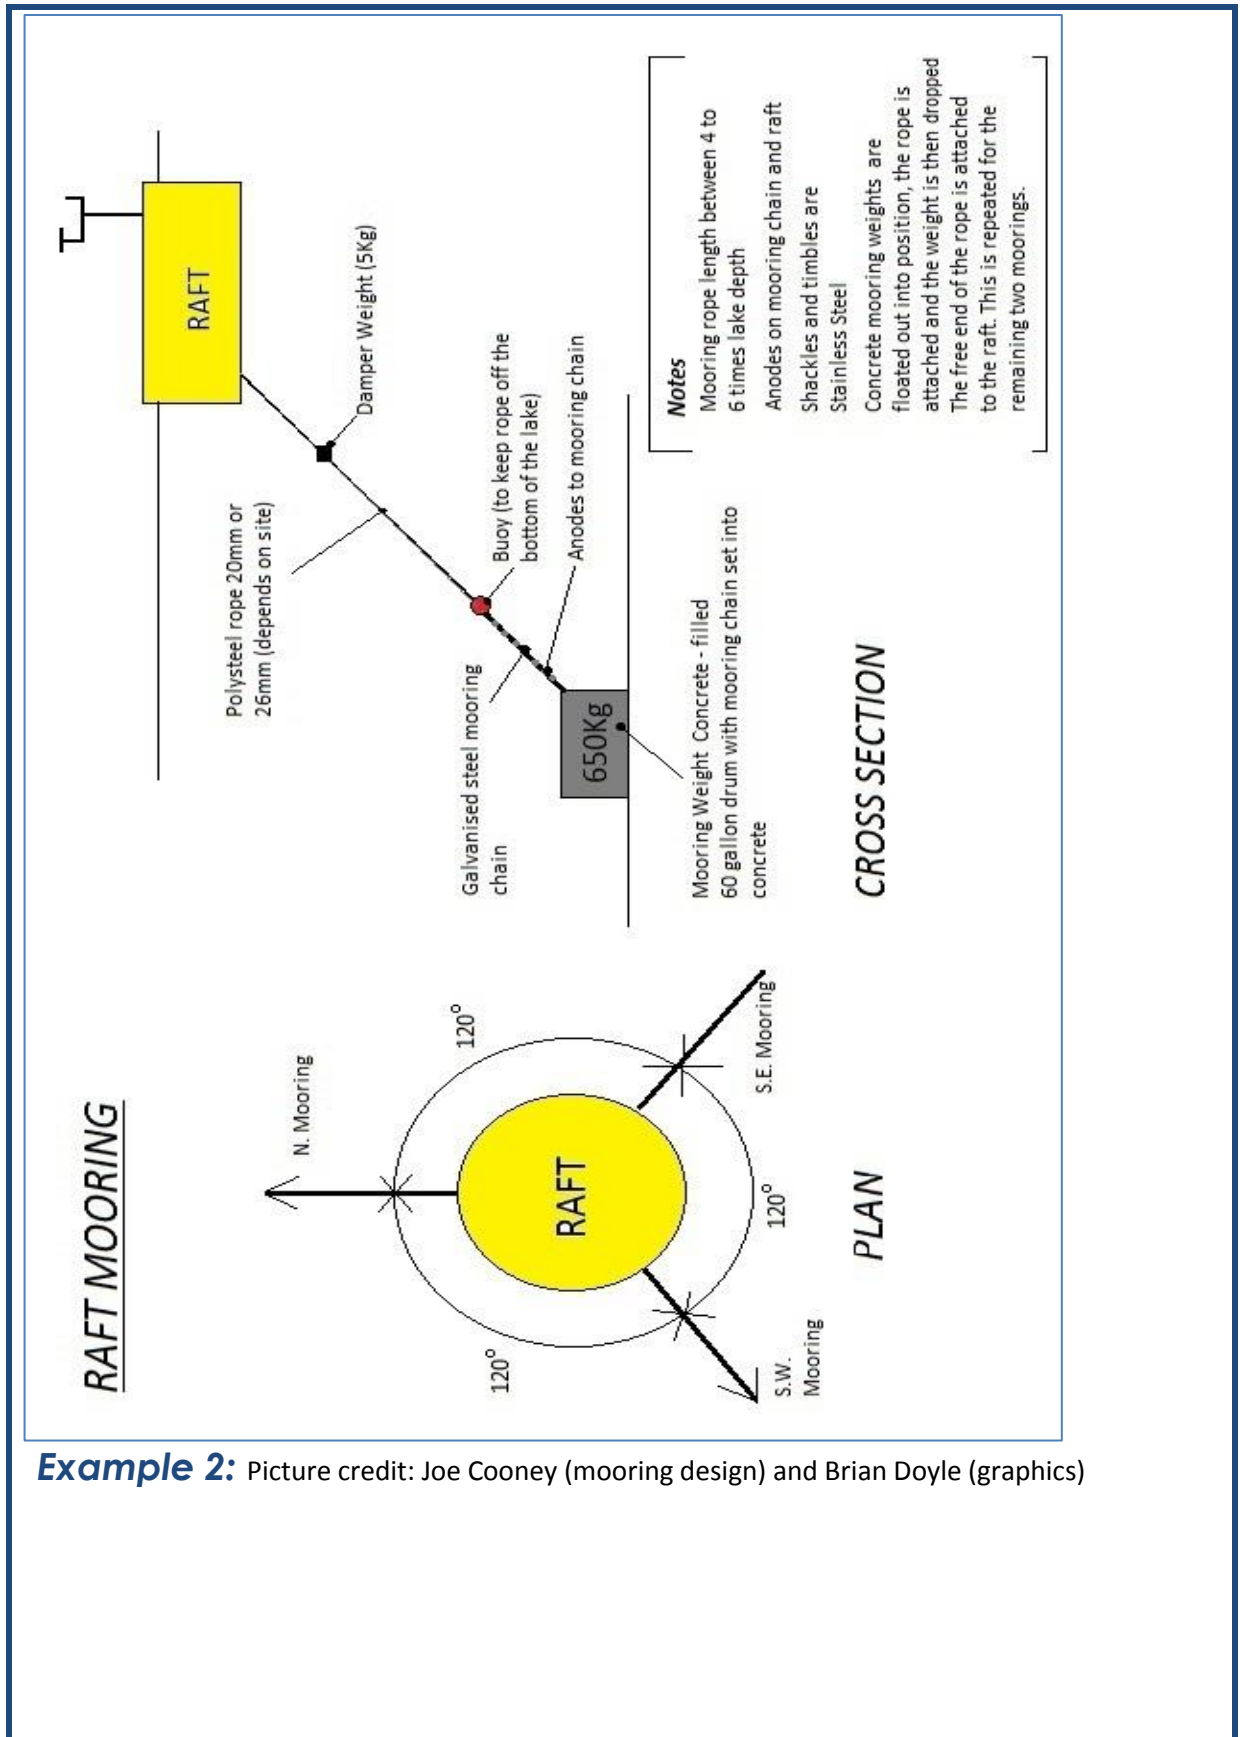 RAFT MOORING
N. Mooring
120°
120°
RAFT
S.W.
Mooring
120°
S.E. Mooring
PLAN
RAFT
Polysteel rope 20mm or
26mm (depends on site)
Damper Weight (5Kg)
Galvanised steel mooring
chain
Buoy (to keep rope off the
bottom of the lake)
Anodes to mooring chain
650Kg
Mooring Weight Concrete - filled
60 gallon drum with mooring chain set into
concrete
CROSS SECTION
Notes
Mooring rope length between 4 to
6 times lake depth
Anodes on mooring chain and raft
Shackles and timbles are
Stainless Steel
Concrete mooring weights are
floated out into position, the rope is
attached and the weight is then dropped
The free end of the rope is attached
to the raft. This is repeated for the
remaining two moorings.
Example 2: Picture credit: Joe Cooney (mooring design) and Brian Doyle (graphics)